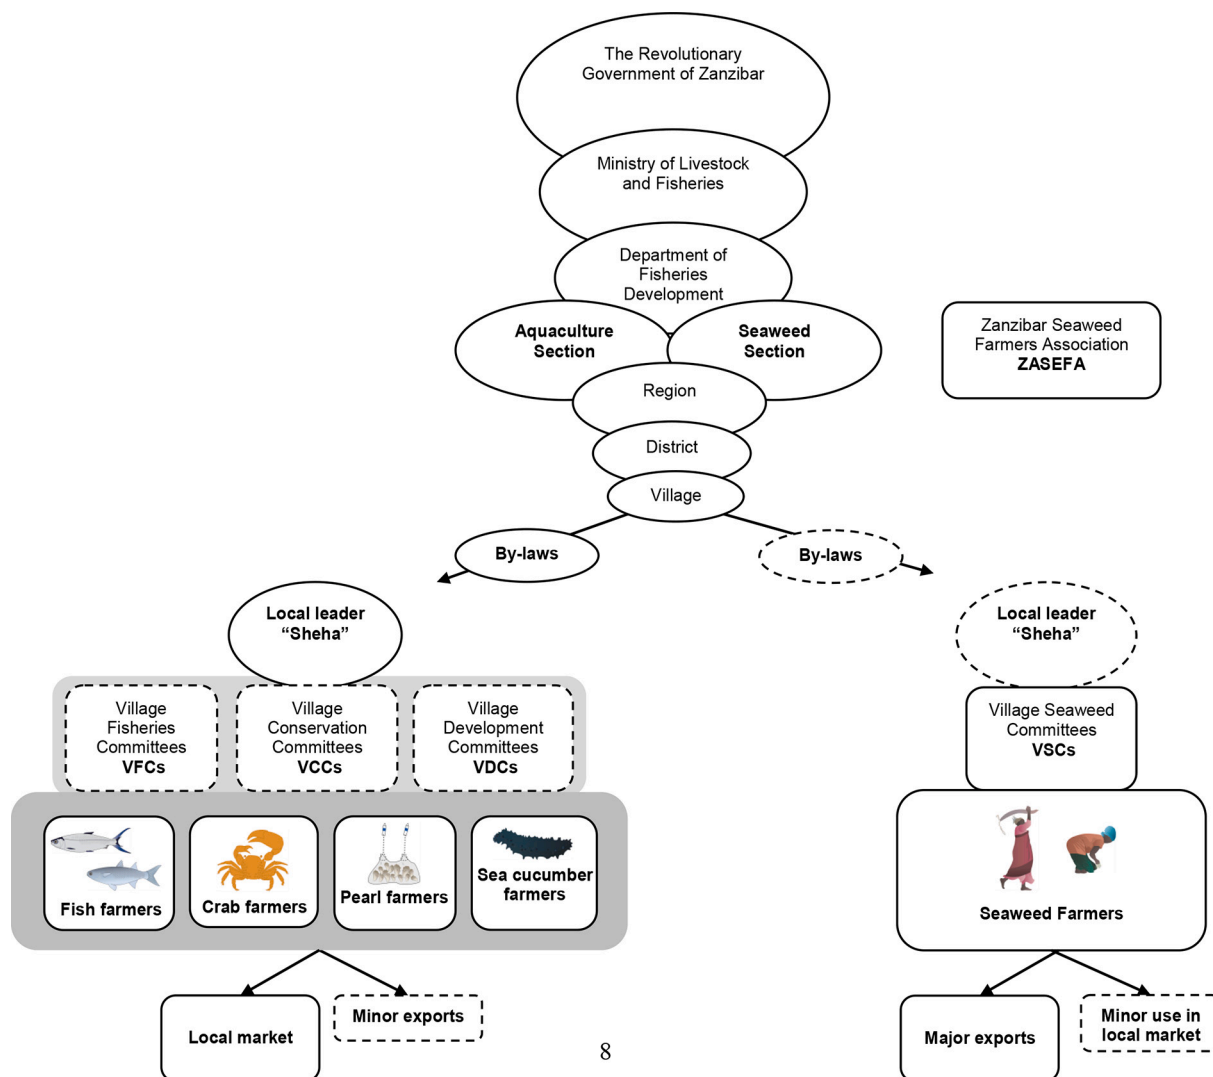 The Revolutionary
Government of Zanzibar
Ministry of Livestock
and Fisheries
Department of
Fisheries
Development
Aquaculture
Section
Seaweed
Section
Zanzibar Seaweed
Farmers Association
ZASEFA
Region
District
Village
By-laws
By-laws
Local leader
“Sheha”
Local leader
“Sheha”
Village
Fisheries
Committees
VFCs
Village
Conservation
Committees
VCCs
Village
Development
Committees
VDCs
Village Seaweed
Committees
VSCs
Fish farmers
Crab farmers
Pearl farmers
Sea cucumber
farmers
Seaweed Farmers
Local market
Minor exports
Major exports
Minor use in
local market
8